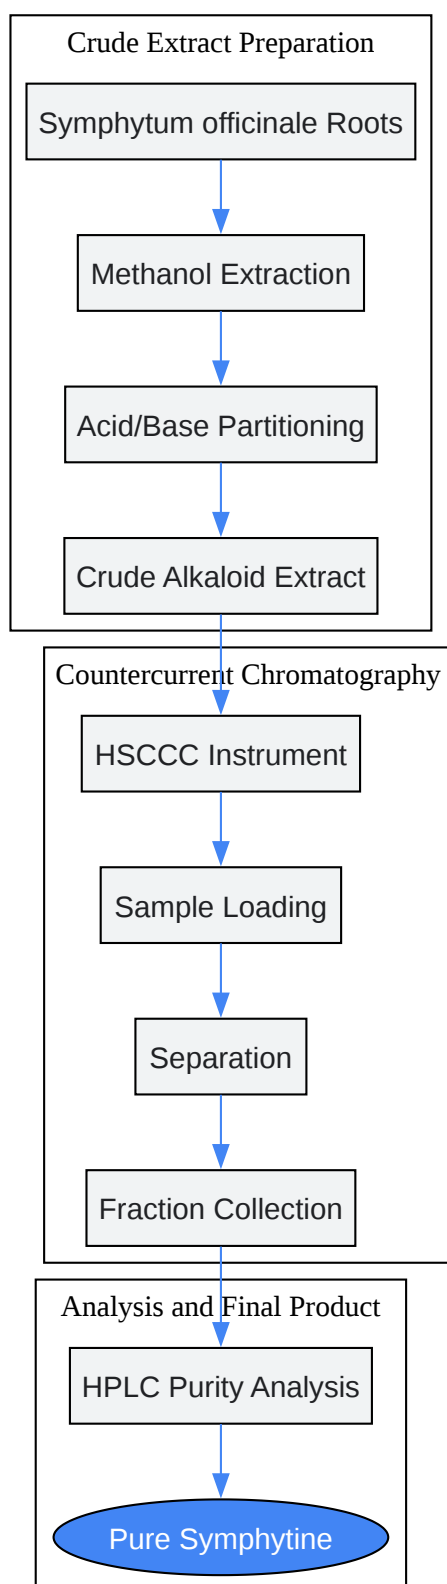 Crude Extract Preparation
Symphytum officinale Roots
Methanol Extraction
Acid/Base Partitioning
Crude Alkaloid Extract
Countercurrent Chromatography
HSCCC Instrument
Sample Loading
Separation
Fraction Collection
Analysis and Final Product
HPLC Purity Analysis
Pure Symphytine